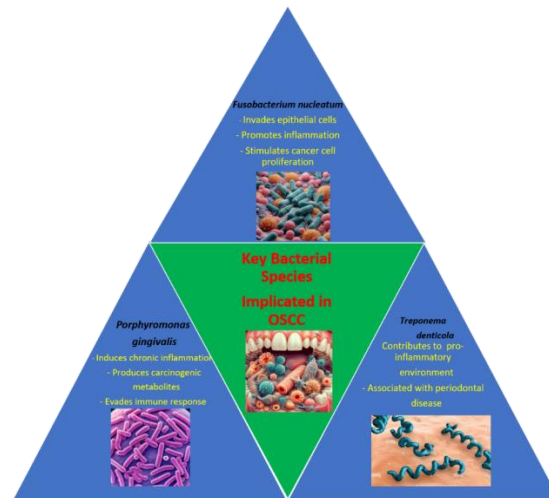 Fusobacterium nucleatum
- Invades epithelial cells
- Promotes inflammation
- Stimulates cancer cell
proliferation
Key Bacterial
Species
Implicated in
OSCC
Porphyromonas
gingivalis
- Induces chronic inflammation
- Produces carcinogenic
metabolites
- Evades immune response
Treponema
denticola
Contributes to pro-
inflammatory
environment
- Associated with periodontal
disease